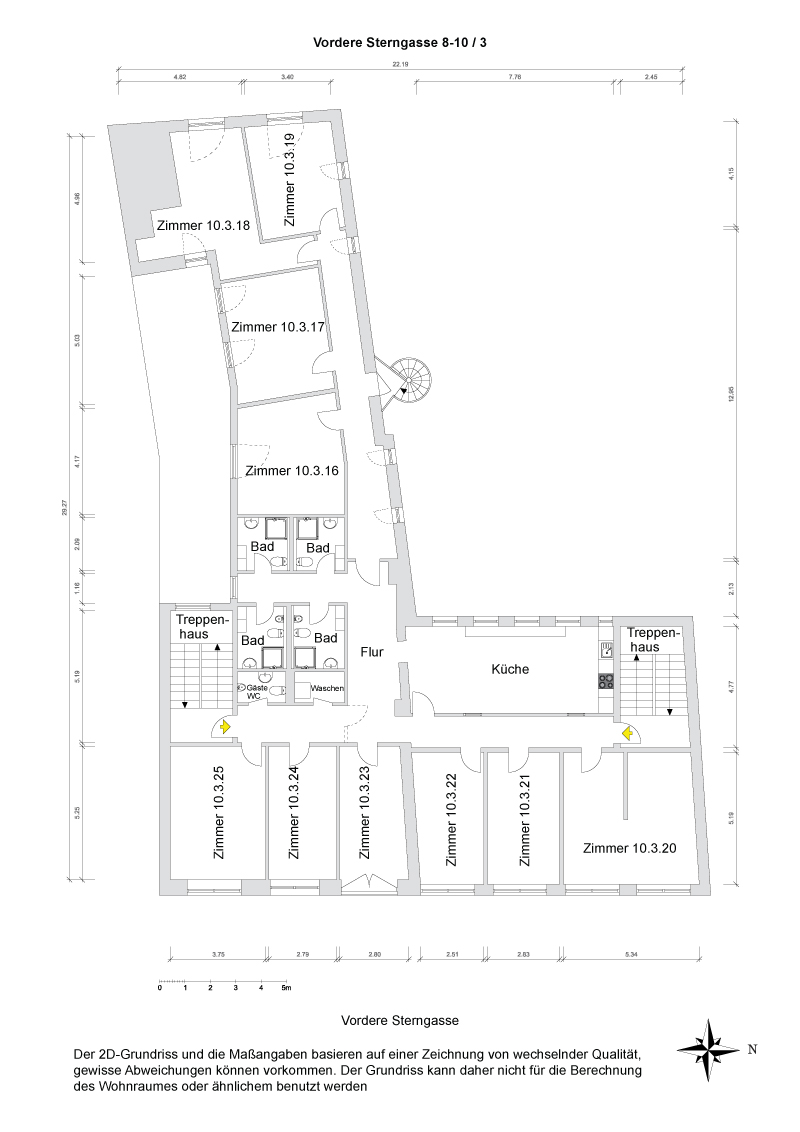 Vordere Sterngasse 8-10 / 3
22.19
4.82
3.40
7.76
2.45
Zimmer 10.3.19
4.15
4.96
Zimmer 10.3.18
Zimmer 10.3.17
5.03
12.95
4.17
Zimmer 10.3.16
29.27
2.09
Bad
Bad
1.16
2.13
Treppen-
haus
Treppen-
haus
Bad
Bad
Flur
Küche
5.19
4.77
Gäste
WC
Waschen
Zimmer 10.3.25
Zimmer 10.3.24
Zimmer 10.3.23
Zimmer 10.3.22
Zimmer 10.3.21
Zimmer 10.3.20
5.25
5.19
3.75
2.79
2.80
2.51
2.83
5.34
0 1 2 3 4 5m
Vordere Sterngasse
N
Der 2D-Grundriss und die Maßangaben basieren auf einer Zeichnung von wechselnder Qualität,
gewisse Abweichungen können vorkommen. Der Grundriss kann daher nicht für die Berechnung
des Wohnraumes oder ähnlichem benutzt werden